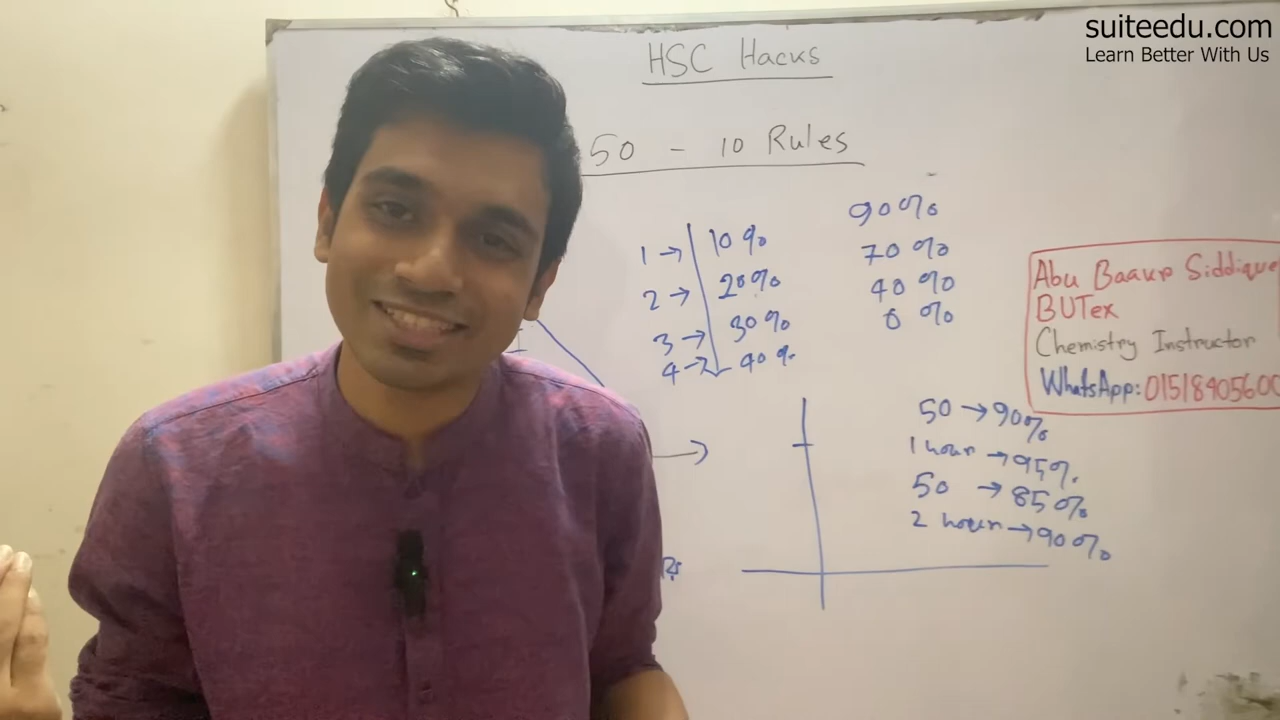 suiteedu.com
Learn Better With Us
HSC Hacks
50 - 10 Rules
1 → 10%
2 → 20%
3 → 30%
4 → 40%
90%
70%
40%
0%
Abu Baaur Siddique
BUTex
Chemistry Instructor
WhatsApp: 01518405600
50 → 90%
1 hour → 95%
50 → 85%
2 hour → 90%